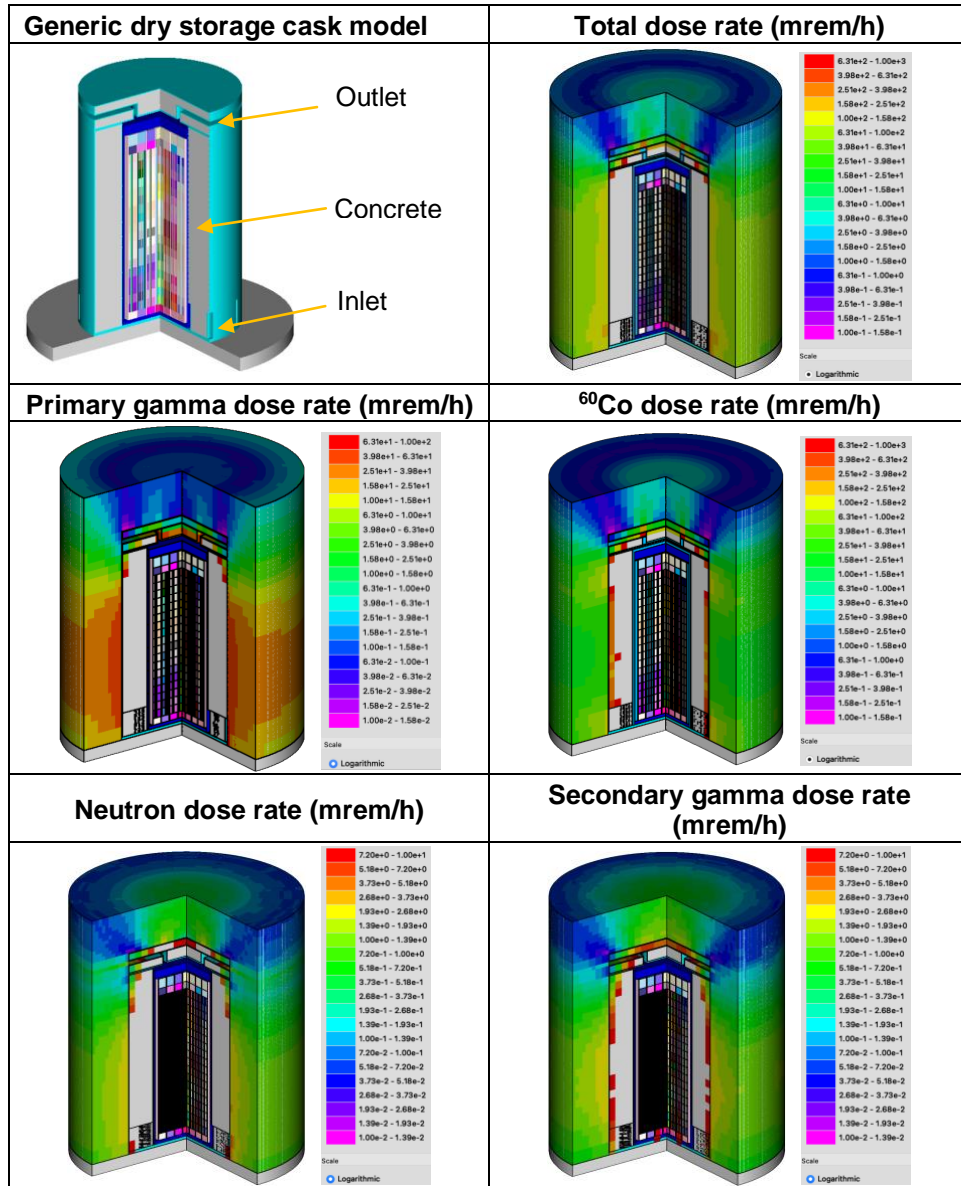 Generic dry storage cask model
Total dose rate (mrem/h)
Outlet
Concrete
Inlet
6.31e+2 - 1.00e+3
3.98e+2 - 6.31e+2
2.51e+2 - 3.98e+2
1.58e+2 - 2.51e+2
1.00e+2 - 1.58e+2
6.31e+1 - 1.00e+2
3.98e+1 - 6.31e+1
2.51e+1 - 3.98e+1
1.58e+1 - 2.51e+1
1.00e+1 - 1.58e+1
6.31e+0 - 1.00e+1
3.98e+0 - 6.31e+0
2.51e+0 - 3.98e+0
1.58e+0 - 2.51e+0
1.00e+0 - 1.58e+0
6.31e-1 - 1.00e+0
3.98e-1 - 6.31e-1
2.51e-1 - 3.98e-1
1.58e-1 - 2.51e-1
1.00e-1 - 1.58e-1
Scale
Logarithmic
Primary gamma dose rate (mrem/h)
⁶⁰Co dose rate (mrem/h)
6.31e+1 - 1.00e+2
3.98e+1 - 6.31e+1
2.51e+1 - 3.98e+1
1.58e+1 - 2.51e+1
1.00e+1 - 1.58e+1
6.31e+0 - 1.00e+1
3.98e+0 - 6.31e+0
2.51e+0 - 3.98e+0
1.58e+0 - 2.51e+0
1.00e+0 - 1.58e+0
6.31e-1 - 1.00e+0
3.98e-1 - 6.31e-1
2.51e-1 - 3.98e-1
1.58e-1 - 2.51e-1
1.00e-1 - 1.58e-1
6.31e-2 - 1.00e-1
3.98e-2 - 6.31e-2
2.51e-2 - 3.98e-2
1.58e-2 - 2.51e-2
1.00e-2 - 1.58e-2
Scale
Logarithmic
6.31e+2 - 1.00e+3
3.98e+2 - 6.31e+2
2.51e+2 - 3.98e+2
1.58e+2 - 2.51e+2
1.00e+2 - 1.58e+2
6.31e+1 - 1.00e+2
3.98e+1 - 6.31e+1
2.51e+1 - 3.98e+1
1.58e+1 - 2.51e+1
1.00e+1 - 1.58e+1
6.31e+0 - 1.00e+1
3.98e+0 - 6.31e+0
2.51e+0 - 3.98e+0
1.58e+0 - 2.51e+0
1.00e+0 - 1.58e+0
6.31e-1 - 1.00e+0
3.98e-1 - 6.31e-1
2.51e-1 - 3.98e-1
1.58e-1 - 2.51e-1
1.00e-1 - 1.58e-1
Scale
Logarithmic
Neutron dose rate (mrem/h)
Secondary gamma dose rate
(mrem/h)
7.20e+0 - 1.00e+1
5.18e+0 - 7.20e+0
3.73e+0 - 5.18e+0
2.68e+0 - 3.73e+0
1.93e+0 - 2.68e+0
1.39e+0 - 1.93e+0
1.00e+0 - 1.39e+0
7.20e-1 - 1.00e+0
5.18e-1 - 7.20e-1
3.73e-1 - 5.18e-1
2.68e-1 - 3.73e-1
1.93e-1 - 2.68e-1
1.39e-1 - 1.93e-1
1.00e-1 - 1.39e-1
7.20e-2 - 1.00e-1
5.18e-2 - 7.20e-2
3.73e-2 - 5.18e-2
2.68e-2 - 3.73e-2
1.93e-2 - 2.68e-2
1.39e-2 - 1.93e-2
1.00e-2 - 1.39e-2
Scale
Logarithmic
7.20e+0 - 1.00e+1
5.18e+0 - 7.20e+0
3.73e+0 - 5.18e+0
2.68e+0 - 3.73e+0
1.93e+0 - 2.68e+0
1.39e+0 - 1.93e+0
1.00e+0 - 1.39e+0
7.20e-1 - 1.00e+0
5.18e-1 - 7.20e-1
3.73e-1 - 5.18e-1
2.68e-1 - 3.73e-1
1.93e-1 - 2.68e-1
1.39e-1 - 1.93e-1
1.00e-1 - 1.39e-1
7.20e-2 - 1.00e-1
5.18e-2 - 7.20e-2
3.73e-2 - 5.18e-2
2.68e-2 - 3.73e-2
1.93e-2 - 2.68e-2
1.39e-2 - 1.93e-2
1.00e-2 - 1.39e-2
Scale
Logarithmic